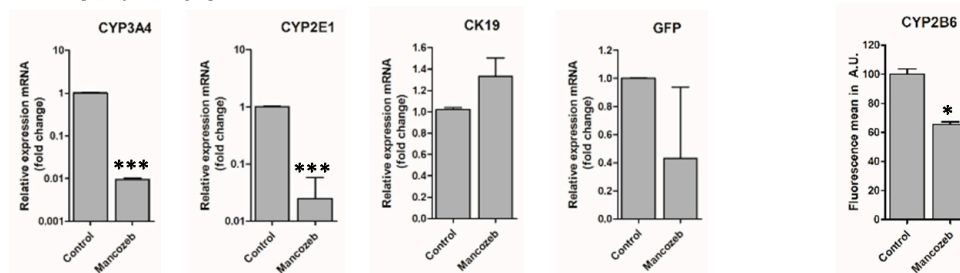 CYP3A4
Relative expression mRNA
(fold change)
10
1
0.1
0.01
0.001
***
Control
Mancozeb
CYP2E1
Relative expression mRNA
(fold change)
10
1
0.1
0.01
***
Control
Mancozeb
CK19
Relative expression mRNA
(fold change)
1.6
1.4
1.2
1.0
0.8
0.6
0.4
0.2
0.0
Control
Mancozeb
GFP
Relative expression mRNA
(fold change)
1.2
1.0
0.8
0.6
0.4
0.2
0.0
Control
Mancozeb
CYP2B6
Fluorescence mean in A.U.
120
100
80
60
40
20
0
*
Control
Mancozeb